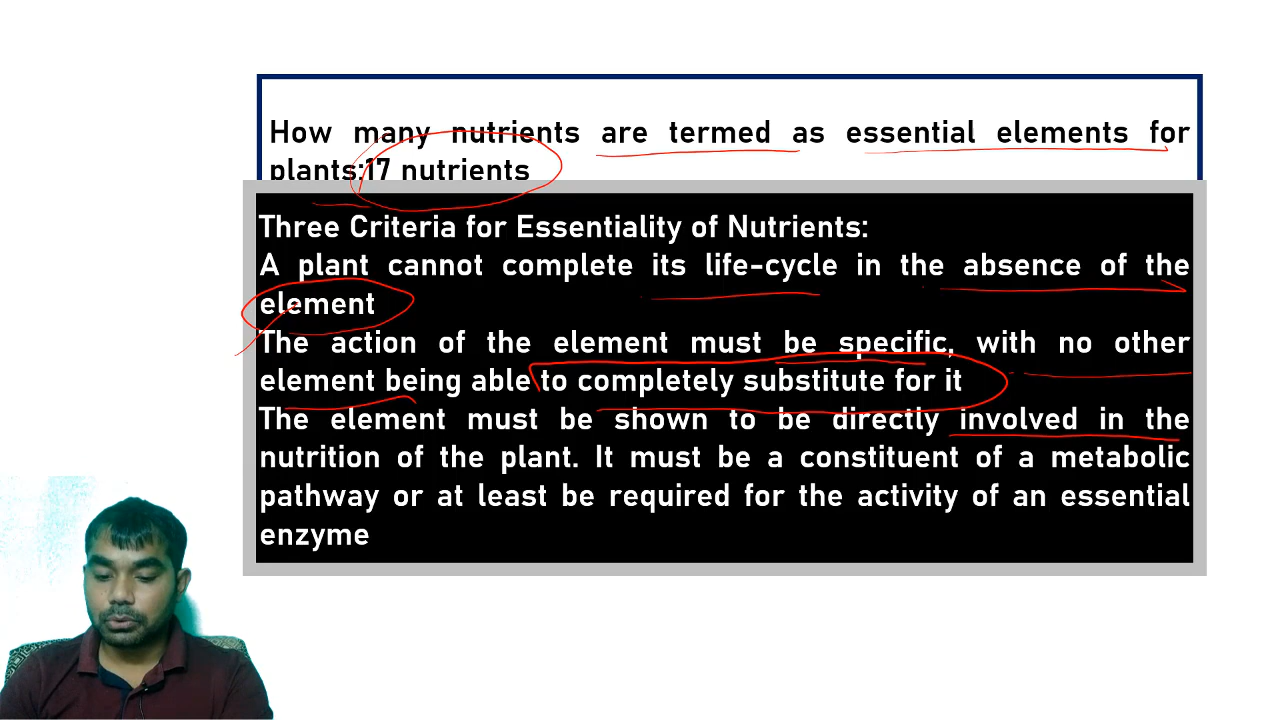 How many nutrients are termed as essential elements for
plants:17 nutrients
Three Criteria for Essentiality of Nutrients:
A plant cannot complete its life-cycle in the absence of the
element
The action of the element must be specific, with no other
element being able to completely substitute for it
The element must be shown to be directly involved in the
nutrition of the plant. It must be a constituent of a metabolic
pathway or at least be required for the activity of an essential
enzyme